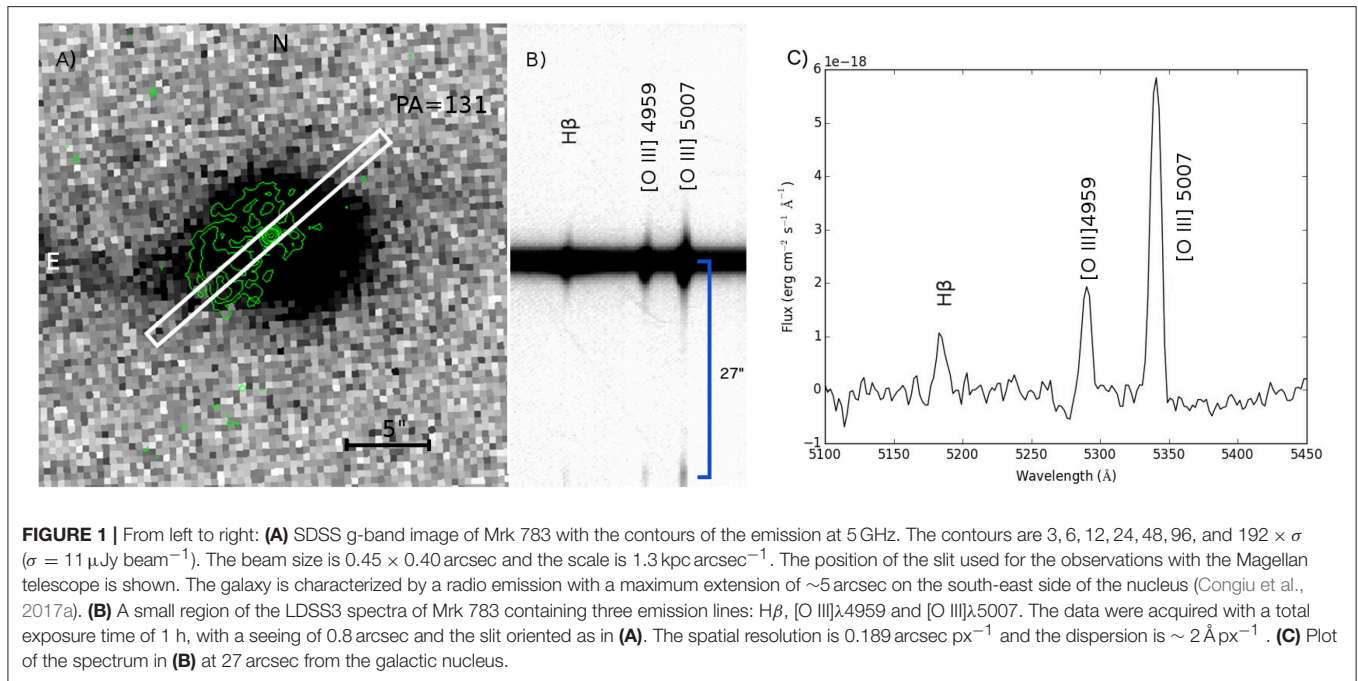 A)
N
PA=131
E
5"
B)
Hβ
[O III] 4959
[O III] 5007
27"
C)
1e−18
6
5
4
3
2
1
0
−1
Flux (erg cm⁻² s⁻¹ Å⁻¹)
Hβ
[O III]4959
[O III] 5007
5100 5150 5200 5250 5300 5350 5400 5450
Wavelength (Å)
FIGURE 1 | From left to right: (A) SDSS g-band image of Mrk 783 with the contours of the emission at 5 GHz. The contours are 3, 6, 12, 24, 48, 96, and 192 × σ
(σ = 11 μJy beam⁻¹). The beam size is 0.45 × 0.40 arcsec and the scale is 1.3 kpc arcsec⁻¹. The position of the slit used for the observations with the Magellan
telescope is shown. The galaxy is characterized by a radio emission with a maximum extension of ~5 arcsec on the south-east side of the nucleus (Congiu et al.,
2017a). (B) A small region of the LDSS3 spectra of Mrk 783 containing three emission lines: Hβ, [O III]λ4959 and [O III]λ5007. The data were acquired with a total
exposure time of 1 h, with a seeing of 0.8 arcsec and the slit oriented as in (A). The spatial resolution is 0.189 arcsec px⁻¹ and the dispersion is ~ 2 Å px⁻¹ . (C) Plot
of the spectrum in (B) at 27 arcsec from the galactic nucleus.